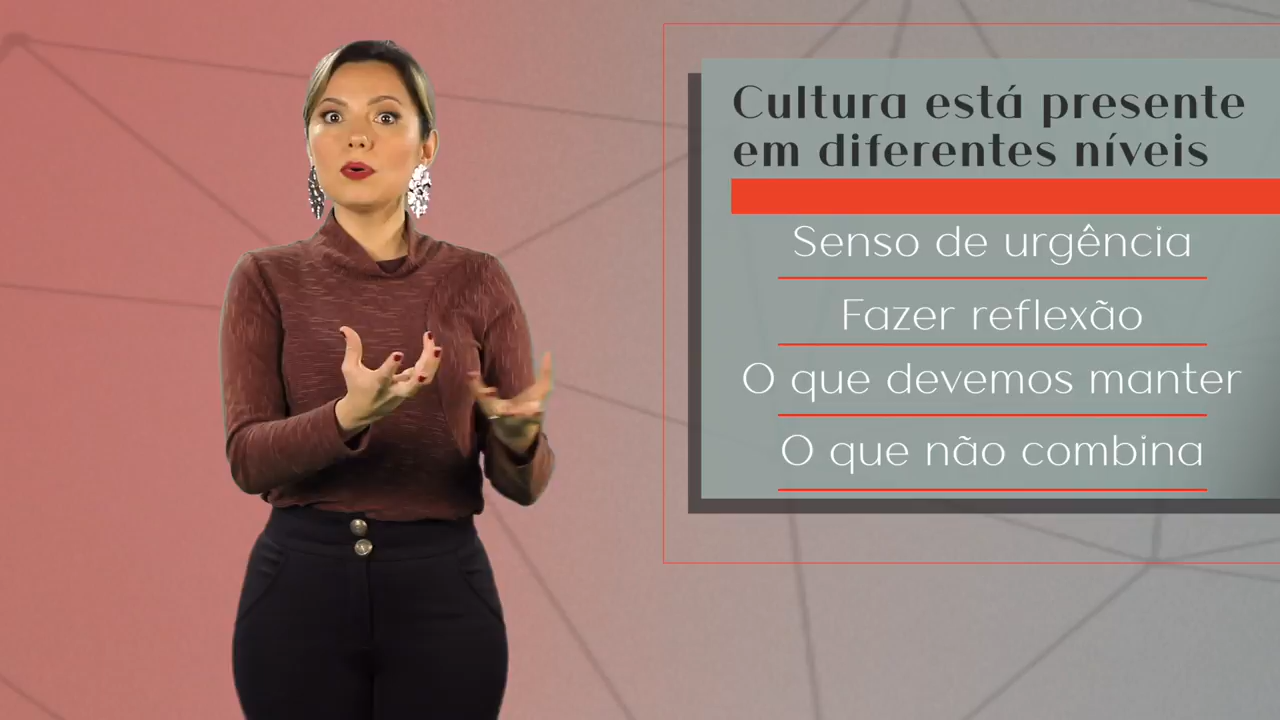 Cultura está presente
em diferentes níveis
Senso de urgência
Fazer reflexão
O que devemos manter
O que não combina